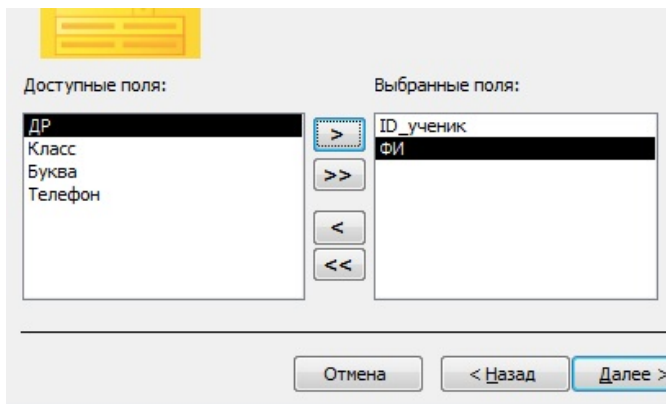 Доступные поля:
Выбранные поля:
ДР
Класс
Буква
Телефон
>
>>
<
<<
ID_ученик
ФИ
Отмена
< Назад
Далее >